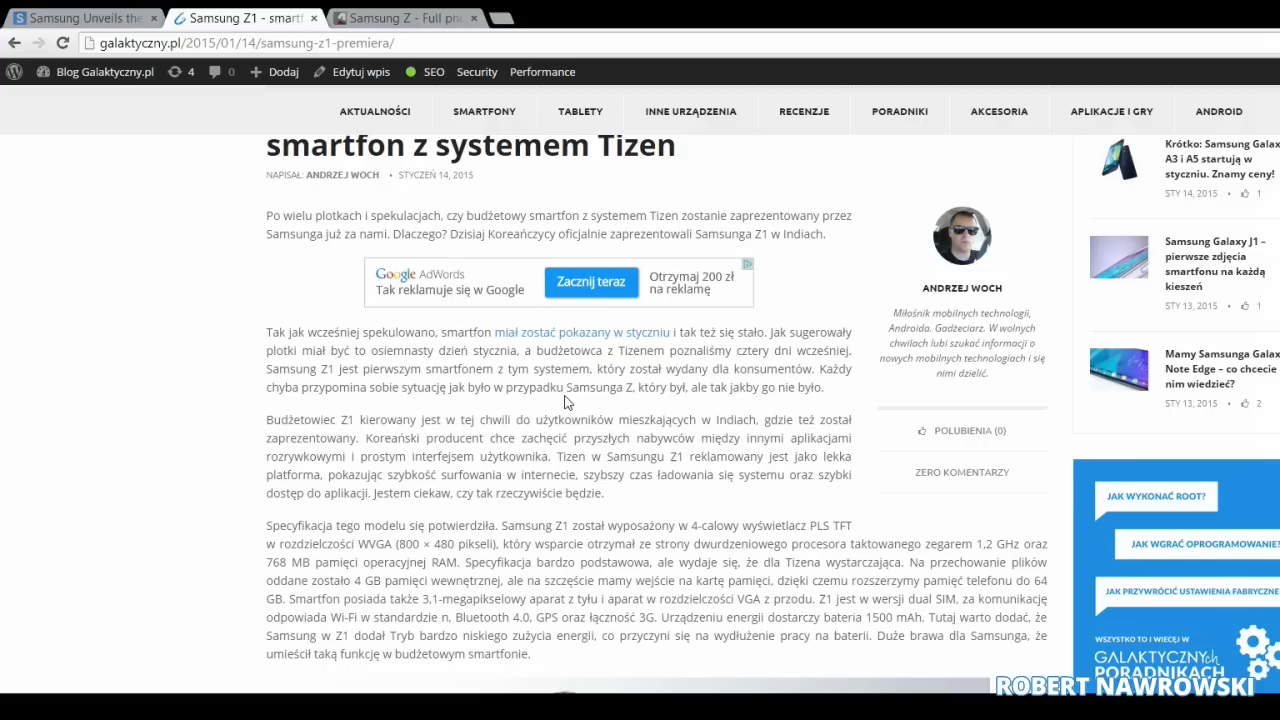 Samsung Unveils the
Samsung Z1 - smartf
Samsung Z - Full ph
galaktyczny.pl/2015/01/14/samsung-z1-premiera/
Blog Galaktyczny.pl 4 0 Dodaj Edytuj wpis SEO Security Performance
AKTUALNOŚCI SMARTFONY TABLETY INNE URZĄDZENIA RECENZJE PORADNIKI AKCESORIA APLIKACJE I GRY ANDROID
smartfon z systemem Tizen
NAPISAŁ: ANDRZEJ WOCH • STYCZEŃ 14, 2015
Po wielu plotkach i spekulacjach, czy budżetowy smartfon z systemem Tizen zostanie zaprezentowany przez
Samsunga już za nami. Dlaczego? Dzisiaj Koreańczycy oficjalnie zaprezentowali Samsunga Z1 w Indiach.
Google AdWords
Tak reklamuje się w Google
Zacznij teraz
Otrzymaj 200 zł
na reklamę
Tak jak wcześniej spekulowano, smartfon miał zostać pokazany w styczniu i tak też się stało. Jak sugerowały
plotki miał być to osiemnasty dzień stycznia, a budżetowca z Tizenem poznaliśmy cztery dni wcześniej.
Samsung Z1 jest pierwszym smartfonem z tym systemem, który został wydany dla konsumentów. Każdy
chyba przypomina sobie sytuację jak było w przypadku Samsunga Z, który był, ale tak jakby go nie było.
Budżetowiec Z1 kierowany jest w tej chwili do użytkowników mieszkających w Indiach, gdzie też został
zaprezentowany. Koreański producent chce zachęcić przyszłych nabywców między innymi aplikacjami
rozrywkowymi i prostym interfejsem użytkownika. Tizen w Samsungu Z1 reklamowany jest jako lekka
platforma, pokazując szybkość surfowania w internecie, szybszy czas ładowania się systemu oraz szybki
dostęp do aplikacji. Jestem ciekaw, czy tak rzeczywiście będzie.
Specyfikacja tego modelu się potwierdziła. Samsung Z1 został wyposażony w 4-calowy wyświetlacz PLS TFT
w rozdzielczości WVGA (800 × 480 pikseli), który wsparcie otrzymał ze strony dwurdzeniowego procesora taktowanego zegarem 1,2 GHz oraz
768 MB pamięci operacyjnej RAM. Specyfikacja bardzo podstawowa, ale wydaje się, że dla Tizena wystarczająca. Na przechowanie plików
oddane zostało 4 GB pamięci wewnętrznej, ale na szczęście mamy wejście na kartę pamięci, dzięki czemu rozszerzymy pamięć telefonu do 64
GB. Smartfon posiada także 3,1-megapikselowy aparat z tyłu i aparat w rozdzielczości VGA z przodu. Z1 jest w wersji dual SIM, za komunikację
odpowiada Wi-Fi w standardzie n, Bluetooth 4.0, GPS oraz łączność 3G. Urządzeniu energii dostarczy bateria 1500 mAh. Tutaj warto dodać, że
Samsung w Z1 dodał Tryb bardzo niskiego zużycia energii, co przyczyni się na wydłużenie pracy na baterii. Duże brawa dla Samsunga, że
umieścił taką funkcję w budżetowym smartfonie.
ANDRZEJ WOCH
Miłośnik mobilnych technologii,
Androida. Gadżeciarz. W wolnych
chwilach lubi szukać informacji o
nowych mobilnych technologiach i się
nimi dzielić.
POLUBIENIA (0)
ZERO KOMENTARZY
Krótko: Samsung Galax
A3 i A5 startują w
styczniu. Znamy ceny!
STY 14, 2015 • 1
Samsung Galaxy J1 –
pierwsze zdjęcia
smartfonu na każdą
kieszeń
STY 13, 2015 • 1
Mamy Samsunga Galax
Note Edge – co chcecie
nim wiedzieć?
STY 13, 2015 • 2
JAK WYKONAĆ ROOT?
JAK WGRAĆ OPROGRAMOWANIE?
JAK PRZYWRÓCIĆ USTAWIENIA FABRYCZNE
WSZYSTKO TO I WIĘCEJ W
GALAKTYCZNYch
PORADNIKACH
ROBERT NAWROWSKI